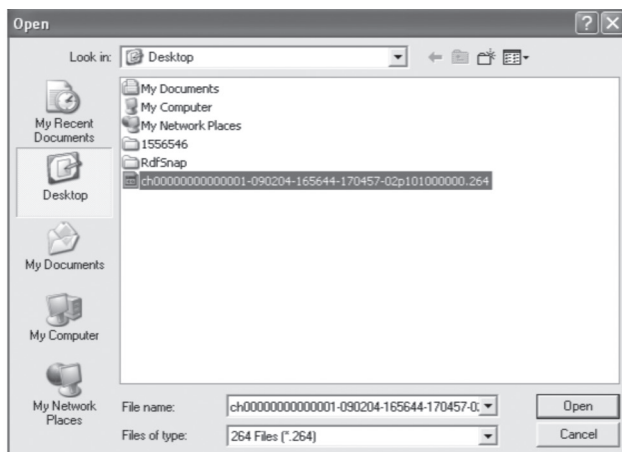 Open
Look in:
Desktop
My Recent
Documents
Desktop
My Documents
My Computer
My Network
Places
My Documents
My Computer
My Network Places
1556546
RdfSnap
ch00000000000001-090204-165644-170457-02p101000000.264
File name:
ch00000000000001-090204-165644-170457-0
Open
Files of type:
264 Files (*.264)
Cancel